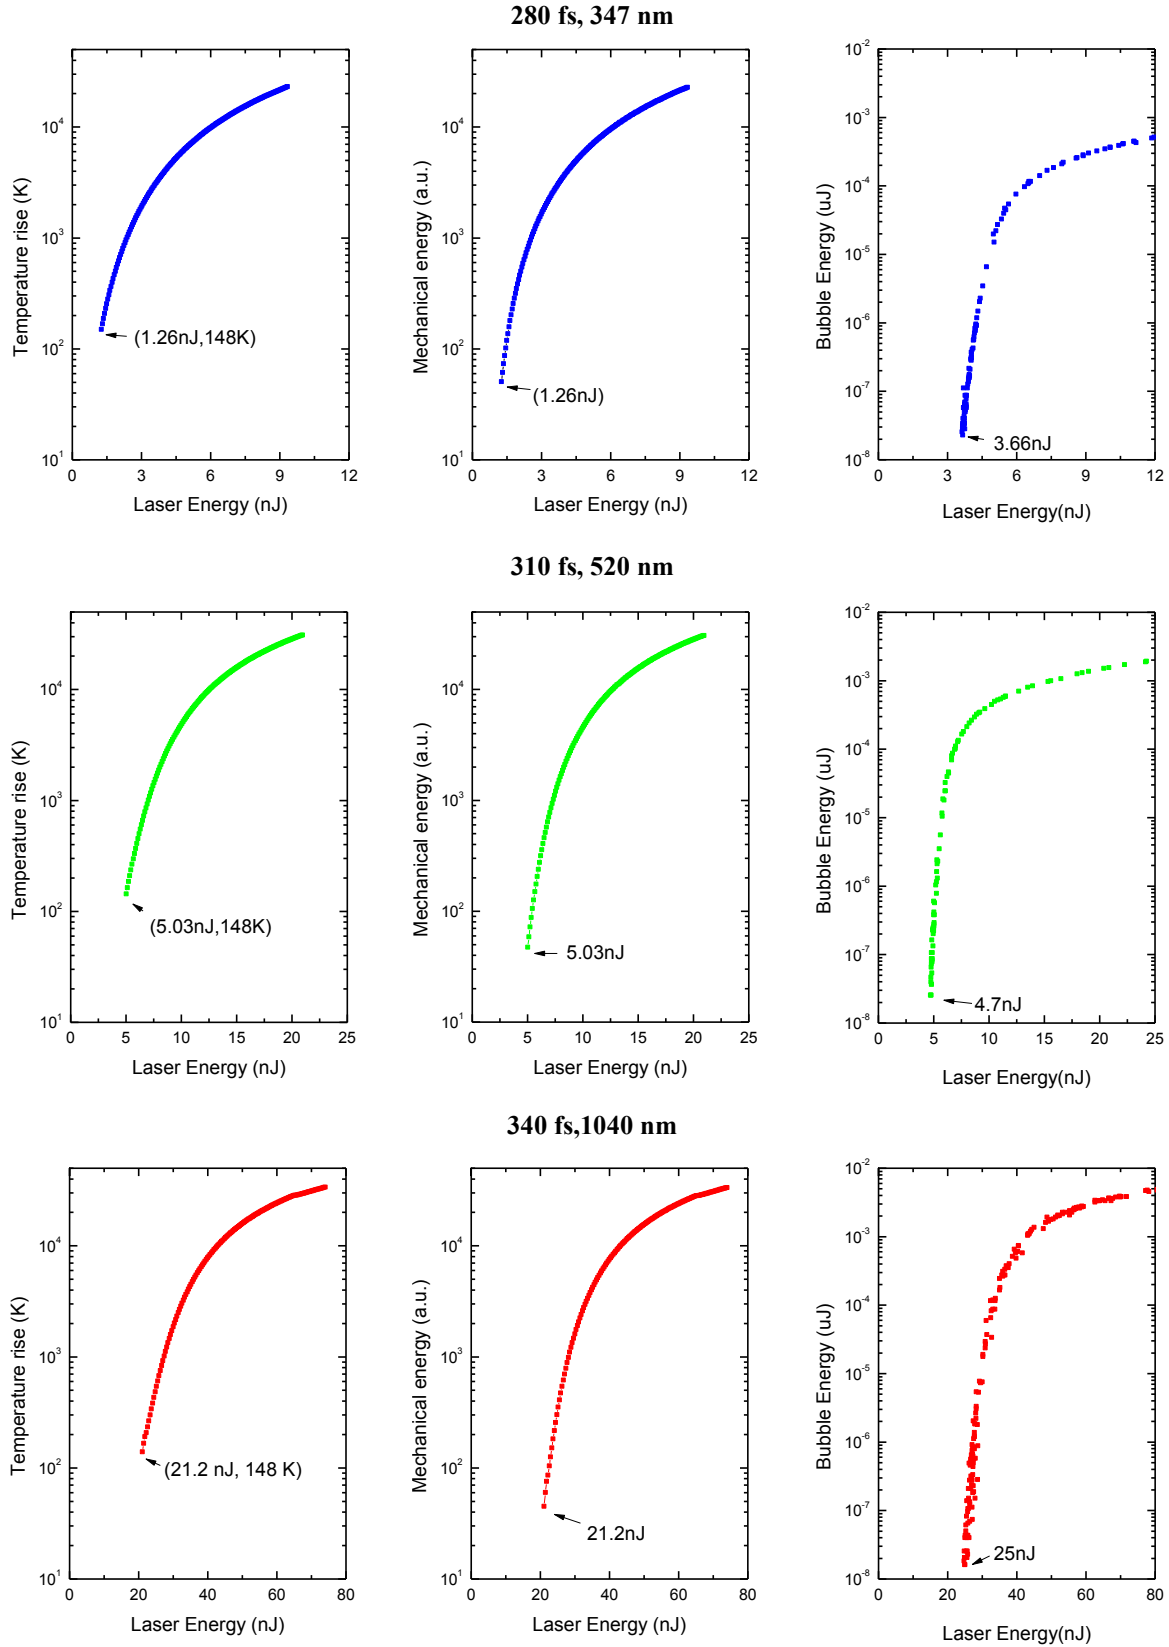 280 fs, 347 nm
Temperature rise (K)
10^4
10^3
10^2
10^1
(1.26nJ,148K)
0 3 6 9 12
Laser Energy (nJ)
Mechanical energy (a.u.)
10^4
10^3
10^2
10^1
(1.26nJ)
0 3 6 9 12
Laser Energy (nJ)
Bubble Energy (uJ)
10^-2
10^-3
10^-4
10^-5
10^-6
10^-7
10^-8
3.66nJ
0 3 6 9 12
Laser Energy(nJ)
310 fs, 520 nm
Temperature rise (K)
10^4
10^3
10^2
10^1
(5.03nJ,148K)
0 5 10 15 20 25
Laser Energy (nJ)
Mechanical energy (a.u.)
10^4
10^3
10^2
10^1
5.03nJ
0 5 10 15 20 25
Laser Energy (nJ)
Bubble Energy (uJ)
10^-2
10^-3
10^-4
10^-5
10^-6
10^-7
10^-8
4.7nJ
0 5 10 15 20 25
Laser Energy(nJ)
340 fs,1040 nm
Temperature rise (K)
10^4
10^3
10^2
10^1
(21.2 nJ, 148 K)
0 20 40 60 80
Laser Energy (nJ)
Mechanical energy (a.u.)
10^4
10^3
10^2
10^1
21.2nJ
0 20 40 60 80
Laser Energy (nJ)
Bubble Energy (uJ)
10^-2
10^-3
10^-4
10^-5
10^-6
10^-7
10^-8
25nJ
0 20 40 60 80
Laser Energy(nJ)